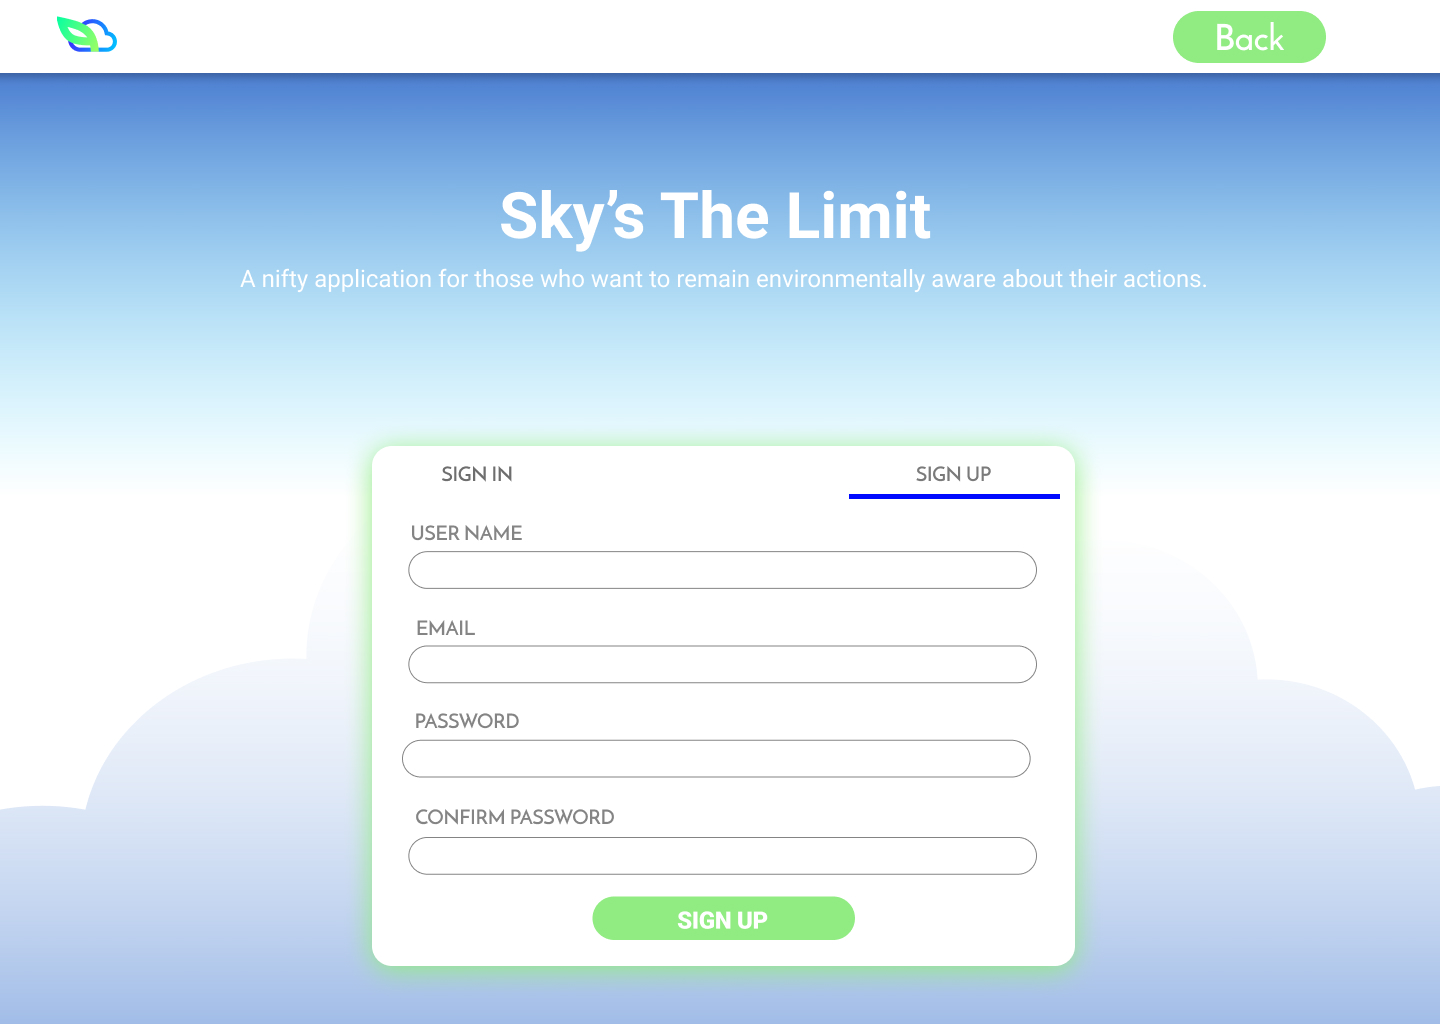 Back
Sky’s The Limit
A nifty application for those who want to remain environmentally aware about their actions.
SIGN IN
SIGN UP
USER NAME
EMAIL
PASSWORD
CONFIRM PASSWORD
SIGN UP